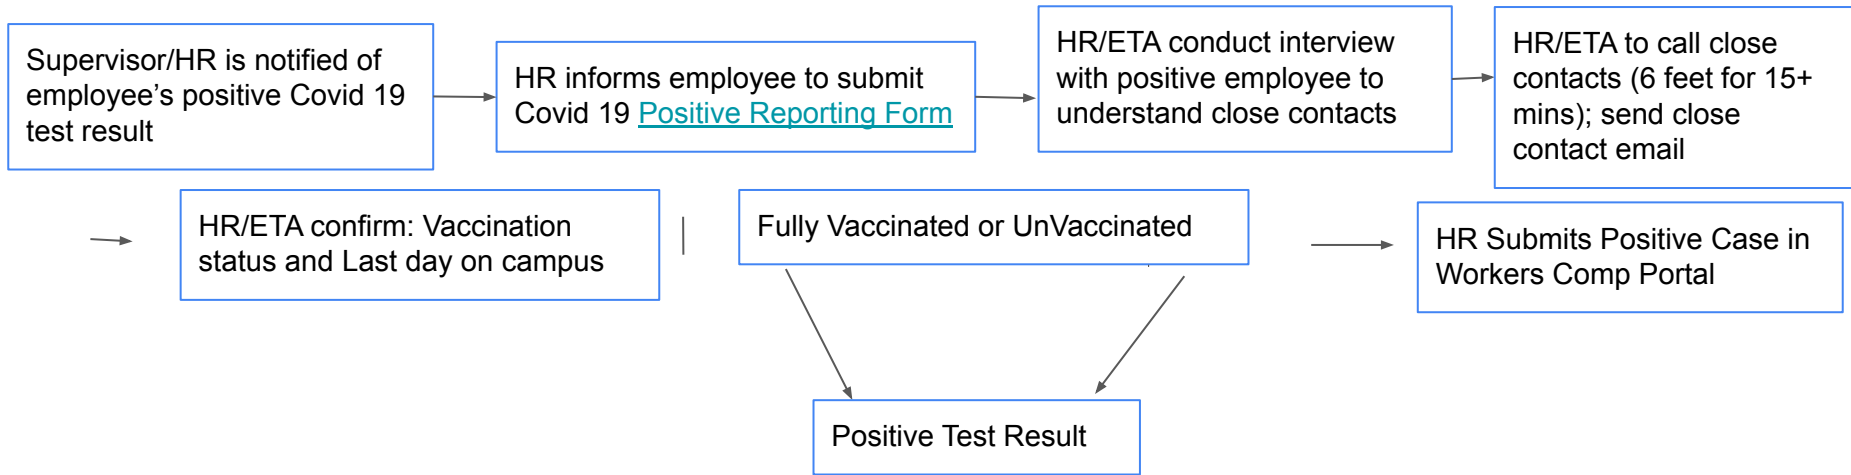 Supervisor/HR is notified of
employee's positive Covid 19
test result
HR informs employee to submit
Covid 19 Positive Reporting Form
HR/ETA conduct interview
with positive employee to
understand close contacts
HR/ETA to call close
contacts (6 feet for 15+
mins); send close
contact email
HR/ETA confirm: Vaccination
status and Last day on campus
Fully Vaccinated or UnVaccinated
HR Submits Positive Case in
Workers Comp Portal
Positive Test Result